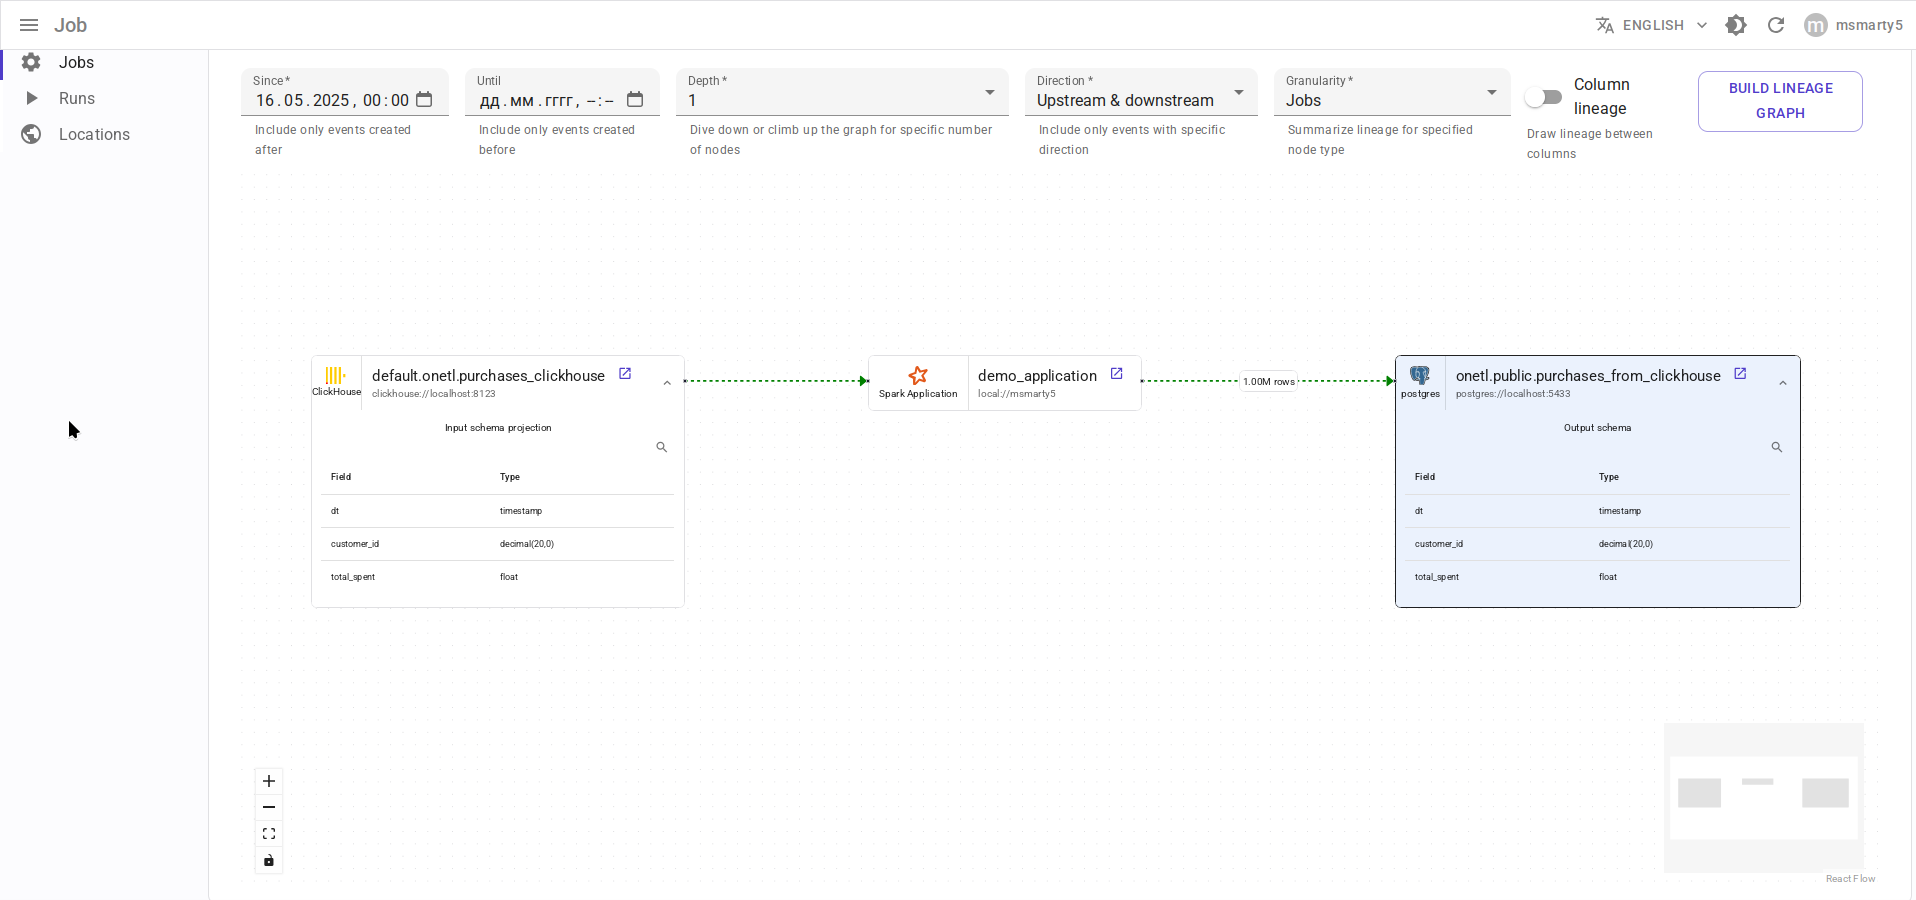 Job
ENGLISH
m
msmarty5
Jobs
Runs
Locations
Since *
16.05.2025, 00:00
Include only events created
after
Until
дд.мм.гггг, --:--
Include only events created
before
Depth *
1
Dive down or climb up the graph for specific number
of nodes
Direction *
Upstream & downstream
Include only events with specific
direction
Granularity *
Jobs
Summarize lineage for specified
node type
Column
lineage
Draw lineage between
columns
BUILD LINEAGE
GRAPH
ClickHouse
default.onetl.purchases_clickhouse
clickhouse://localhost:8123
Input schema projection
Field Type
dt timestamp
customer_id decimal(20,0)
total_spent float
Spark Application
demo_application
local://msmarty5
1.00M rows
postgres
onetl.public.purchases_from_clickhouse
postgres://localhost:5433
Output schema
Field Type
dt timestamp
customer_id decimal(20,0)
total_spent float
React Flow